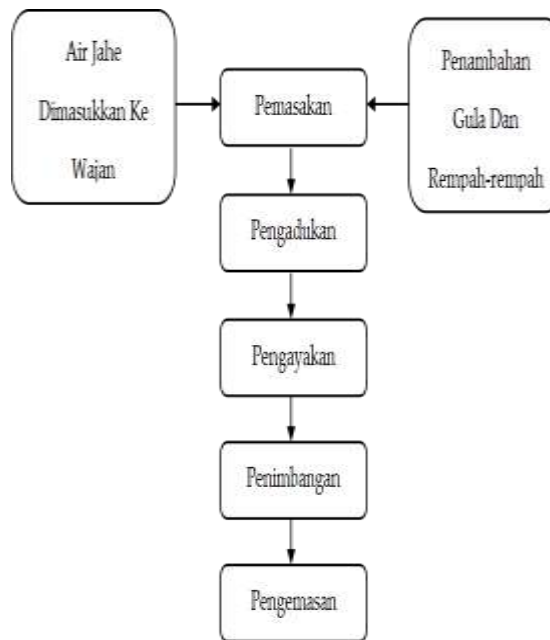 Air Jahe
Dimasukkan Ke
Wajan
Pemasakan
Penambahan
Gula Dan
Rempah-rempah
Pengadukan
Pengayakan
Penimbangan
Pengemasan